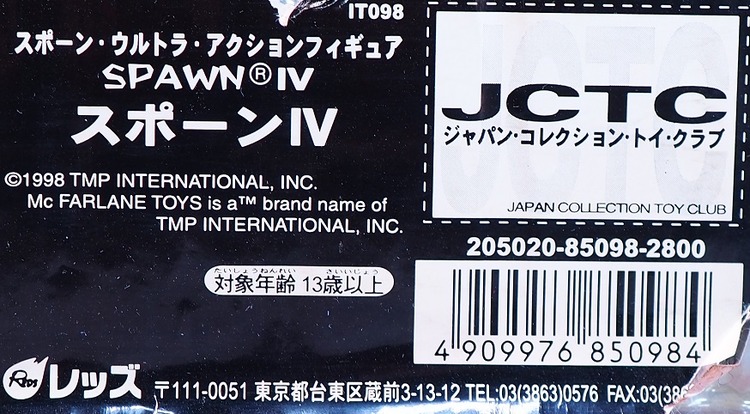 IT098
スポーン・ウルトラ・アクションフィギュア
SPAWN® IV
スポーンIV
©1998 TMP INTERNATIONAL, INC.
Mc FARLANE TOYS is a™ brand name of
TMP INTERNATIONAL, INC.
たいしょうねんれい さいいじょう
対象年齢 13歳以上
JCTC
ジャパン・コレクション・トイ・クラブ
JAPAN COLLECTION TOY CLUB
205020-85098-2800
4 909976 850984
REDS レッズ 〒111-0051 東京都台東区蔵前3-13-12 TEL:03(3863)0576 FAX:03(3863)